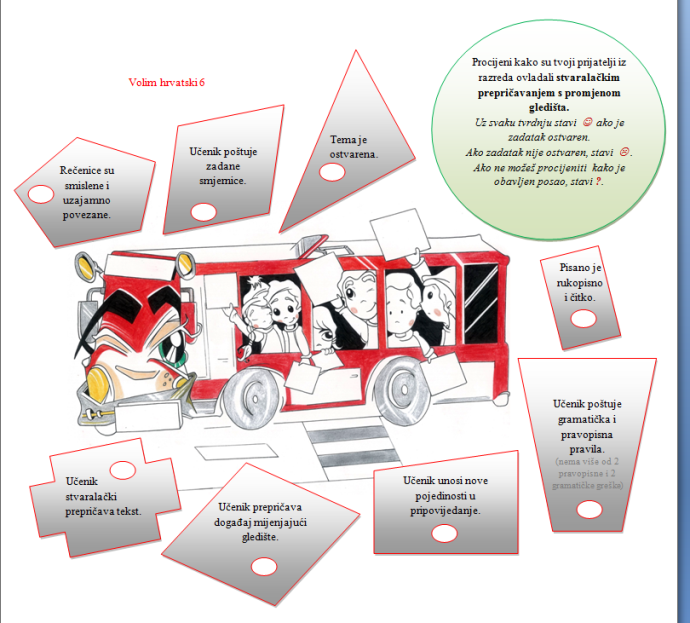 Volim hrvatski 6
Procijeni kako su tvoji prijatelji iz
razreda ovladali stvaralačkim
prepričavanjem s promjenom
gledišta.
Uz svaku tvrdnju stavi ☺ ako je
zadatak ostvaren.
Ako zadatak nije ostvaren, stavi ☹.
Ako ne možeš procijeniti kako je
obavljen posao, stavi ?.
Rečenice su
smislene i
uzajamno
povezane.
Učenik poštuje
zadane
smjernice.
Tema je
ostvarena.
Pisano je
rukopisno
i čitko.
Učenik poštuje
gramatička i
pravopisna
pravila.
(nema više od 2
pravopisne i 2
gramatičke greške)
Učenik
stvaralački
prepričava tekst.
Učenik prepričava
događaj mijenjajući
gledište.
Učenik unosi nove
pojedinosti u
pripovijedanje.